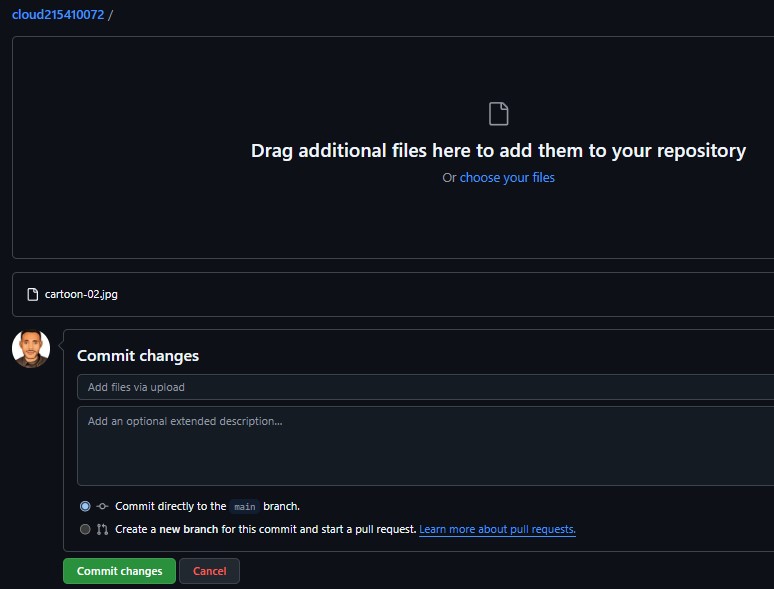 cloud215410072 /
Drag additional files here to add them to your repository
Or choose your files
cartoon-02.jpg
Commit changes
Add files via upload
Add an optional extended description...
Commit directly to the main branch.
Create a new branch for this commit and start a pull request. Learn more about pull requests.
Commit changes Cancel